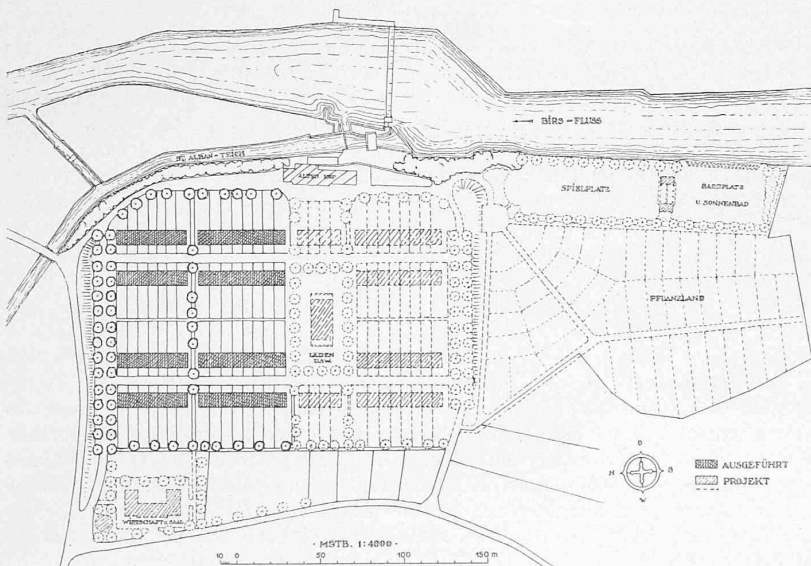 BIRS-FLUSS
ST. ALBAN-TEICH
SPIELPLATZ
BADEPLATZ
U. SONNENBAD
PFLANZLAND
LADEN
U.S.W.
O
N
S
W
AUSGEFÜHRT
PROJEKT
WIRTSCHAFT U. SAAL
· MSTB. 1:4000 ·
10 0 50 100 150 m